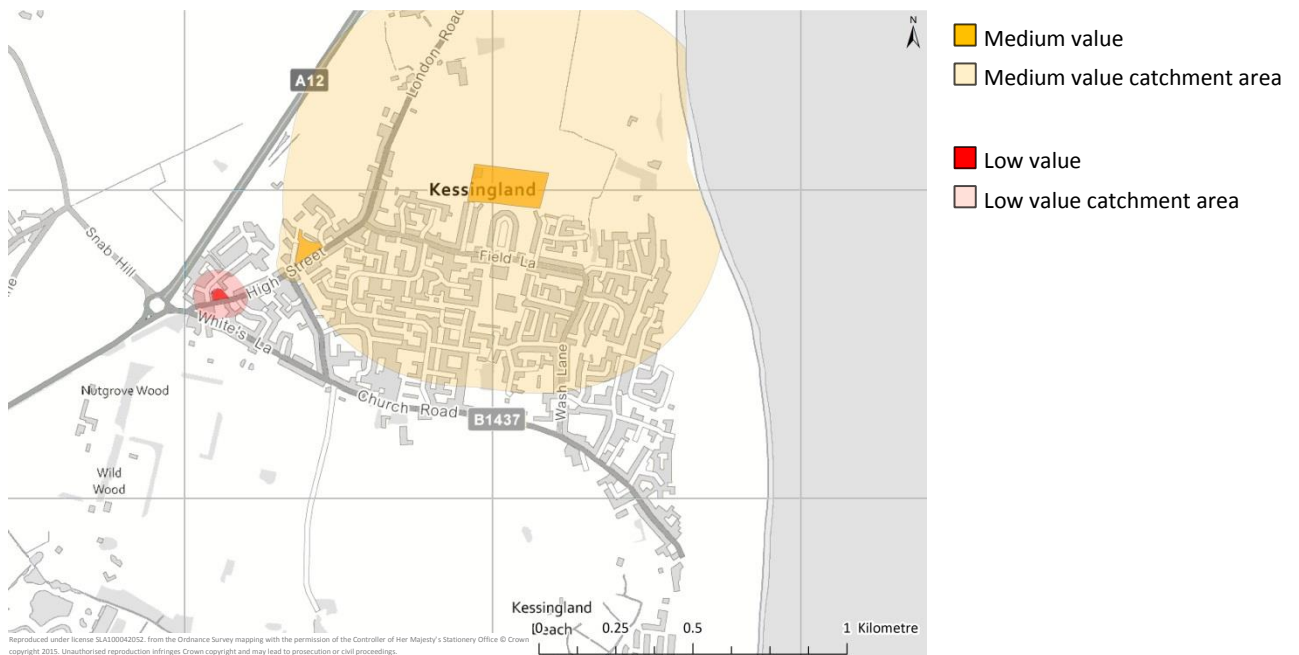 N
Medium value
Medium value catchment area
Low value
Low value catchment area
A12
London Road
Kessingland
Snab Hill
High Street
Field La
White's La
Nutgrove Wood
Church Road
Wash Lane
B1437
Wild
Wood
Kessingland
0 0.25 0.5 1 Kilometre
Reproduced under license SLA100042052. from the Ordnance Survey mapping with the permission of the Controller of Her Majesty's Stationery Office © Crown
copyright 2015. Unauthorised reproduction infringes Crown copyright and may lead to prosecution or civil proceedings.